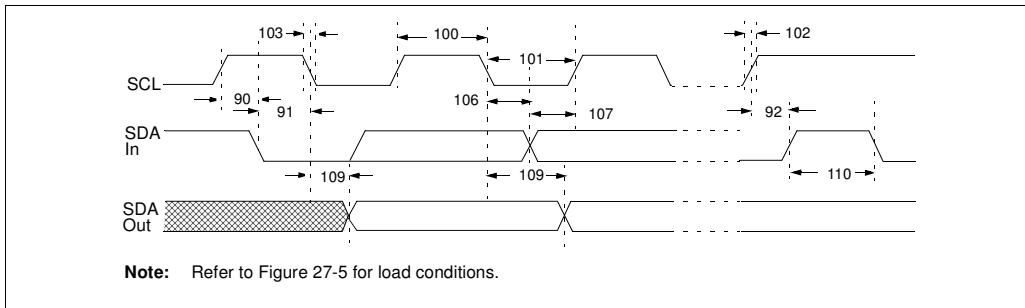 103
100
101
102
SCL
90
91
106
107
92
SDA
In
109
109
110
SDA
Out
Note: Refer to Figure 27-5 for load conditions.